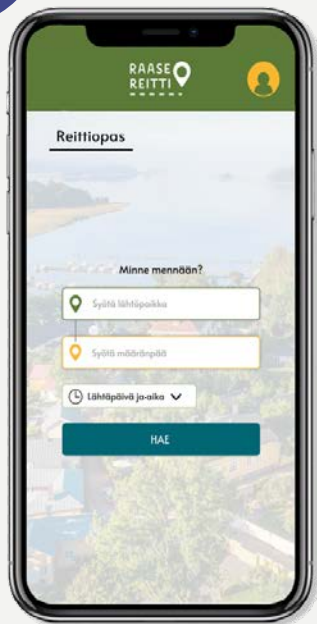 RAASE
REITTI
Reittiopas
Minne mennään?
Syötä lähtöpaikka
Syötä määränpää
Lähtöpäivä ja-aika
HAE